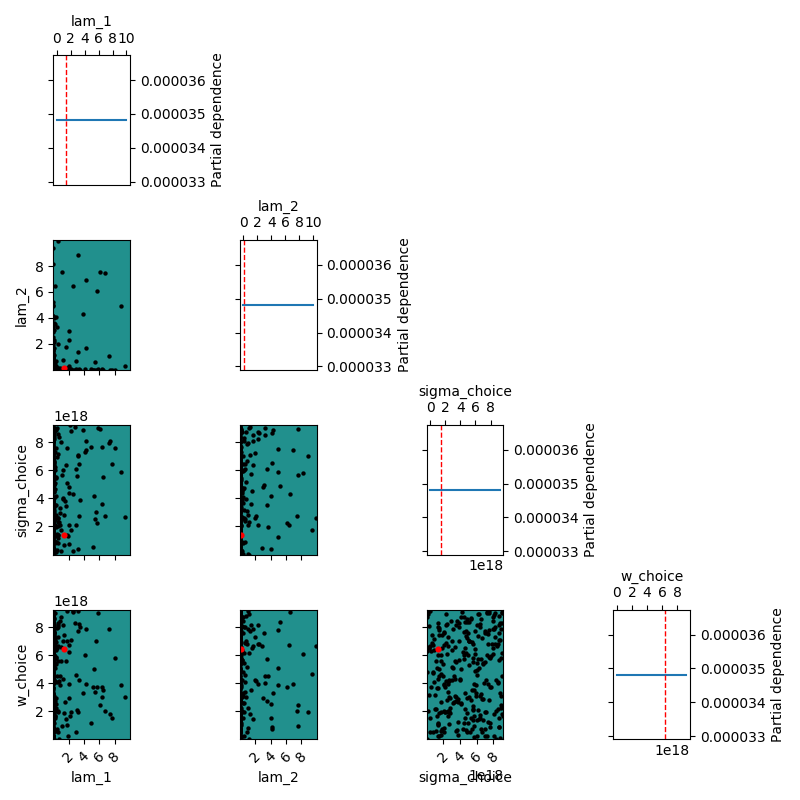 lam_1
0 2 4 6 8 10
0.000036
0.000035
0.000034
0.000033
Partial dependence
lam_2
0 2 4 6 8 10
0.000036
0.000035
0.000034
0.000033
Partial dependence
lam_2
8
6
4
2
sigma_choice
0 2 4 6 8
0.000036
0.000035
0.000034
0.000033
Partial dependence
1e18
1e18
sigma_choice
8
6
4
2
w_choice
0 2 4 6 8
0.000036
0.000035
0.000034
0.000033
Partial dependence
1e18
1e18
w_choice
8
6
4
2
2 4 6 8
lam_1
2 4 6 8
lam_2
2 4 6 8
1e18
sigma_choice